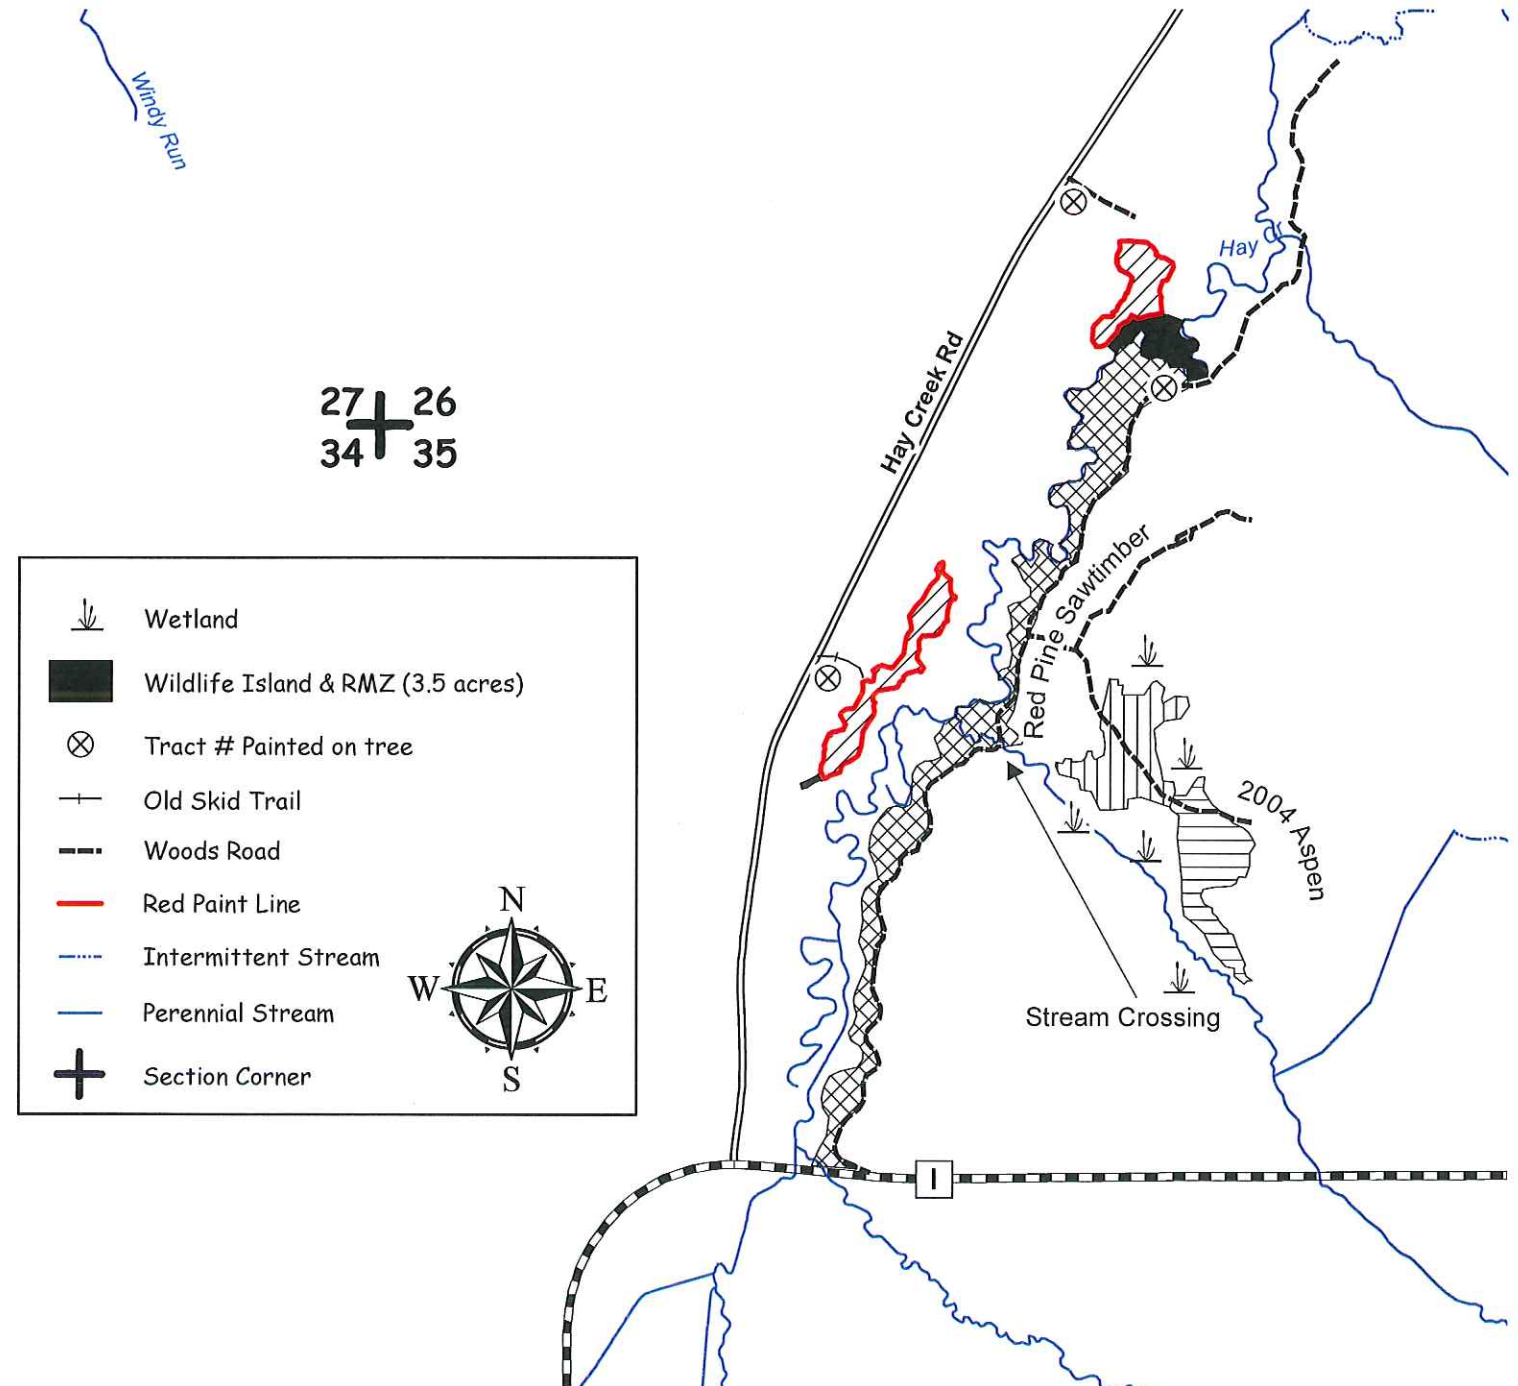 Windy Run
Hay Cr
27 26
34 35
Hay Creek Rd
Red Pine Sawtimber
2004 Aspen
Stream Crossing
I
Wetland
Wildlife Island & RMZ (3.5 acres)
Tract # Painted on tree
Old Skid Trail
Woods Road
Red Paint Line
Intermittent Stream
Perennial Stream
Section Corner
N
W E
S